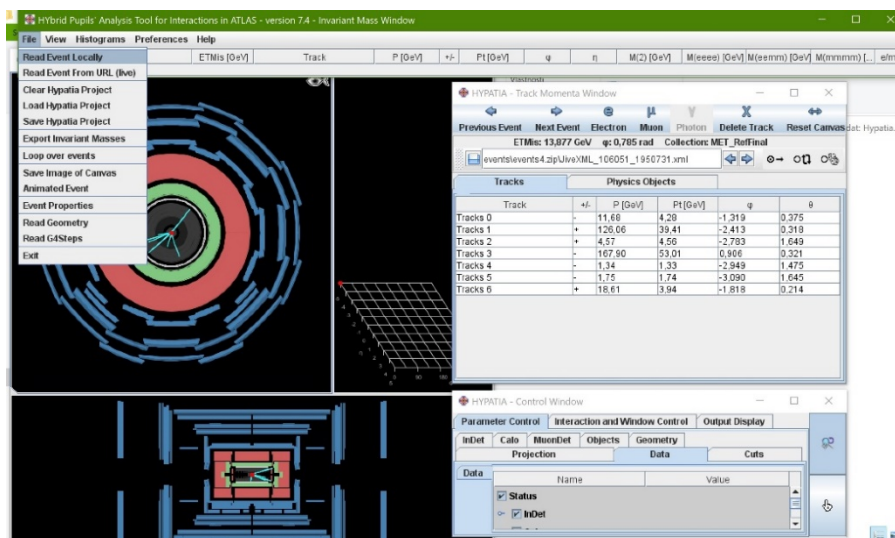 HYbrid Pupils' Analysis Tool for Interactions in ATLAS - version 7.4 - Invariant Mass Window
File View Histograms Preferences Help
ETMis [GeV] Track P [GeV] +/- Pt [GeV] φ η M(2) [GeV] M(eeee) [GeV] M(eemm) [GeV] M(mmmm) [... e/m
Read Event Locally
Read Event From URL (live)
Clear Hypatia Project
Load Hypatia Project
Save Hypatia Project
Export Invariant Masses
Loop over events
Save Image of Canvas
Animated Event
Event Properties
Read Geometry
Read G4Steps
Exit
HYPATIA - Track Momenta Window
Previous Event Next Event Electron Muon Photon Delete Track Reset Canvas
dat: Hypatia.
ETMis: 13,877 GeV φ: 0,785 rad Collection: MET_RefFinal
events\events4.zip\JiveXML_106051_1950731.xml
Tracks Physics Objects
Track +/- P [GeV] Pt [GeV] φ θ
Tracks 0 - 11,68 4,28 -1,319 0,375
Tracks 1 + 126,06 39,41 -2,413 0,318
Tracks 2 + 4,57 4,56 -2,783 1,649
Tracks 3 - 167,90 53,01 0,906 0,321
Tracks 4 - 1,34 1,33 -2,949 1,475
Tracks 5 - 1,75 1,74 -3,090 1,645
Tracks 6 + 18,61 3,94 -1,818 0,214
HYPATIA - Control Window
Parameter Control Interaction and Window Control Output Display
InDet Calo MuonDet Objects Geometry
Projection Data Cuts
Data
Name Value
Status
InDet